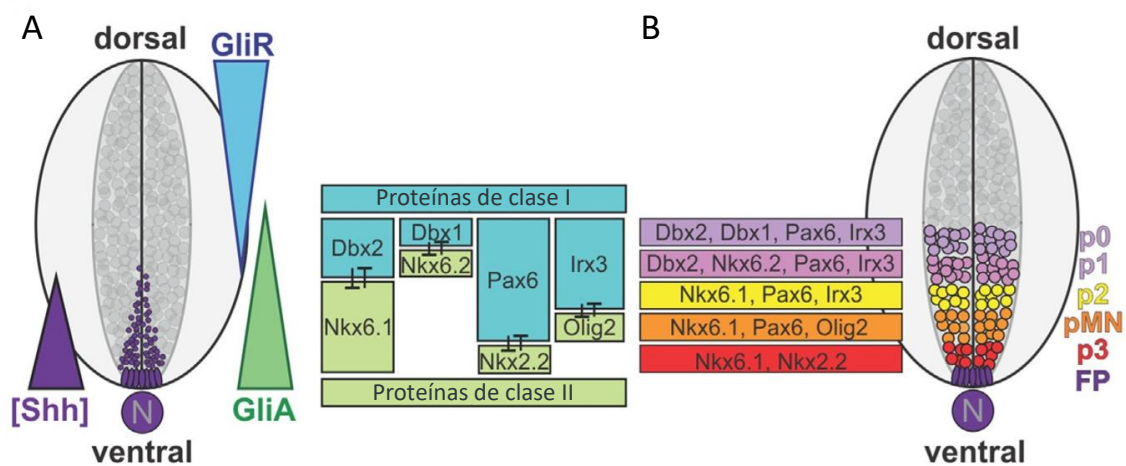 A
dorsal
GliR
[Shh]
N
GliA
ventral
Proteínas de clase I
Dbx2
Dbx1
Nkx6.2
Pax6
Irx3
Nkx6.1
Olig2
Nkx2.2
Proteínas de clase II
B
dorsal
Dbx2, Dbx1, Pax6, Irx3
Dbx2, Nkx6.2, Pax6, Irx3
Nkx6.1, Pax6, Irx3
Nkx6.1, Pax6, Olig2
Nkx6.1, Nkx2.2
p0
p1
p2
pMN
p3
FP
N
ventral